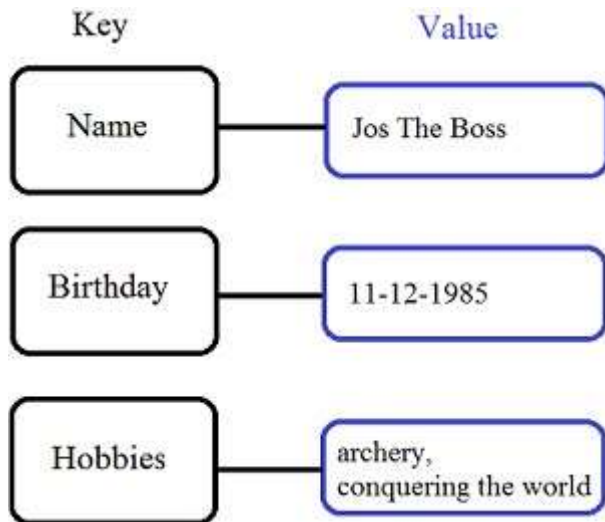 Key
Value
Name
Jos The Boss
Birthday
11-12-1985
Hobbies
archery,
conquering the world